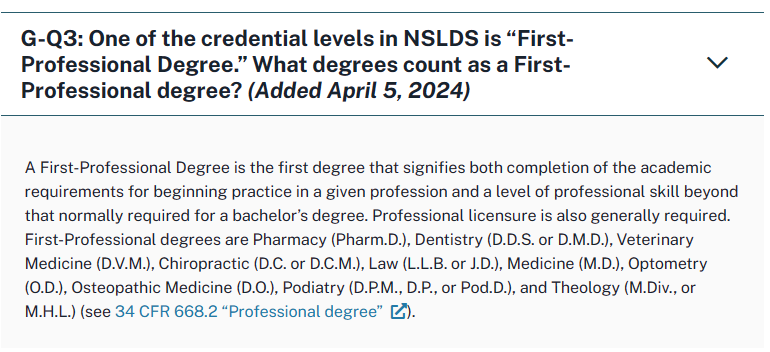 G-Q3: One of the credential levels in NSLDS is “First-
Professional Degree.” What degrees count as a First-
Professional degree? (Added April 5, 2024)
A First-Professional Degree is the first degree that signifies both completion of the academic
requirements for beginning practice in a given profession and a level of professional skill beyond
that normally required for a bachelor’s degree. Professional licensure is also generally required.
First-Professional degrees are Pharmacy (Pharm.D.), Dentistry (D.D.S. or D.M.D.), Veterinary
Medicine (D.V.M.), Chiropractic (D.C. or D.C.M.), Law (L.L.B. or J.D.), Medicine (M.D.), Optometry
(O.D.), Osteopathic Medicine (D.O.), Podiatry (D.P.M., D.P., or Pod.D.), and Theology (M.Div., or
M.H.L.) (see 34 CFR 668.2 “Professional degree” ).